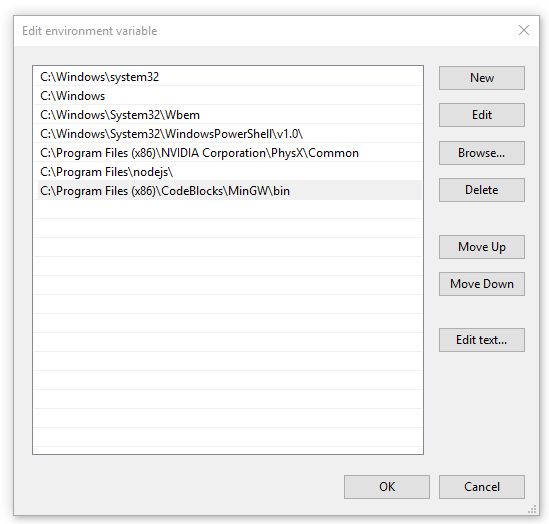 Edit environment variable
C:\Windows\system32
C:\Windows
C:\Windows\System32\Wbem
C:\Windows\System32\WindowsPowerShell\v1.0\
C:\Program Files (x86)\NVIDIA Corporation\PhysX\Common
C:\Program Files\nodejs\
C:\Program Files (x86)\CodeBlocks\MinGW\bin
New
Edit
Browse...
Delete
Move Up
Move Down
Edit text...
OK
Cancel